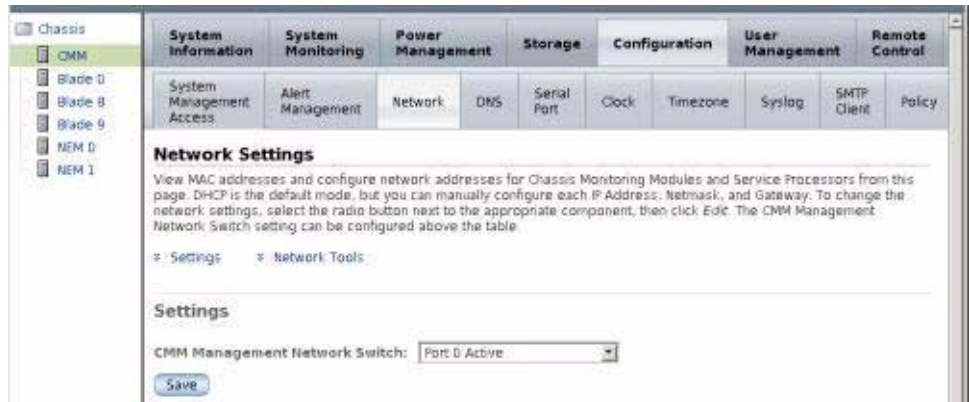 Chassis
CMM
Blade 0
Blade 8
Blade 9
NEM 0
NEM 1
System Information
System Monitoring
Power Management
Storage
Configuration
User Management
Remote Control
System Management Access
Alert Management
Network
DNS
Serial Port
Clock
Timezone
Syslog
SMTP Client
Policy
Network Settings
View MAC addresses and configure network addresses for Chassis Monitoring Modules and Service Processors from this
page. DHCP is the default mode, but you can manually configure each IP Address, Netmask, and Gateway. To change the
network settings, select the radio button next to the appropriate component, then click Edit. The CMM Management
Network Switch setting can be configured above the table.
Settings
Network Tools
Settings
CMM Management Network Switch: Port 0 Active
Save